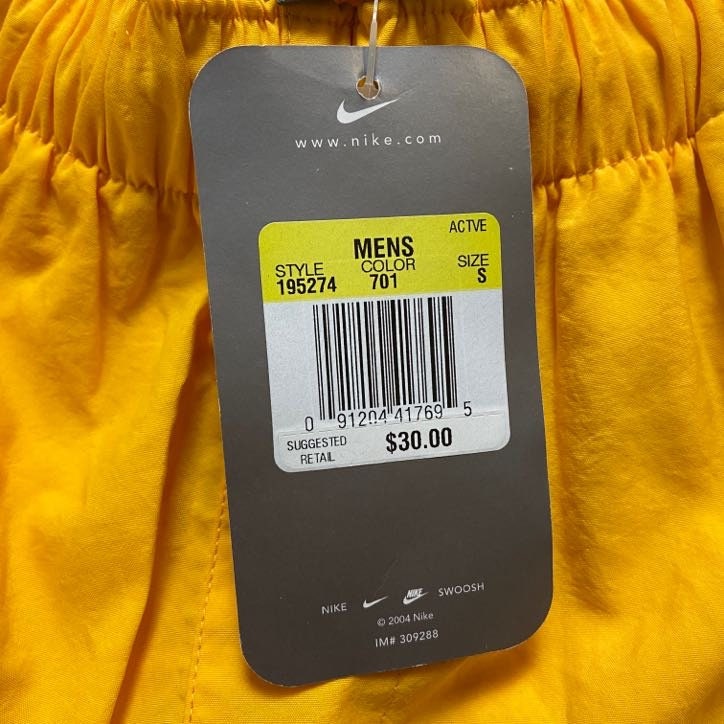 www.nike.com
ACTVE
MENS
STYLE COLOR SIZE
195274 701 S
0 91204 41769 5
SUGGESTED RETAIL $30.00
NIKE NIKE SWOOSH
© 2004 Nike
IM# 309288